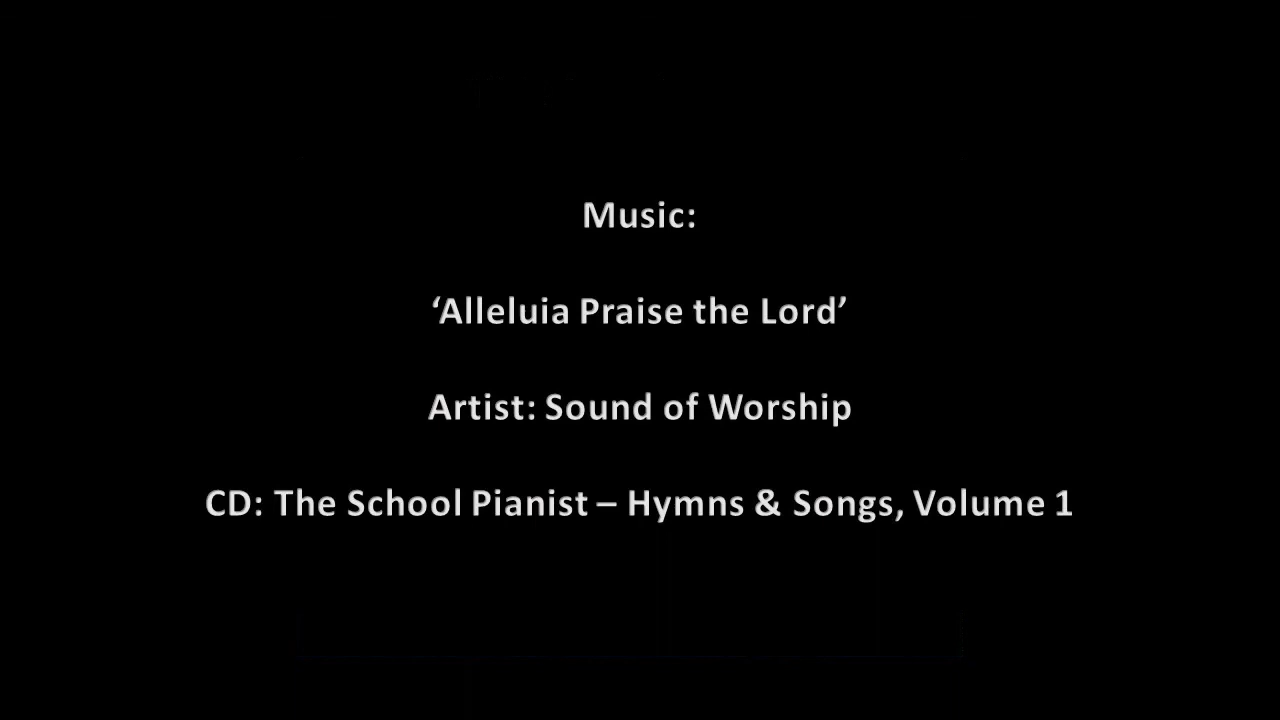 Music:
‘Alleluia Praise the Lord’
Artist: Sound of Worship
CD: The School Pianist – Hymns & Songs, Volume 1